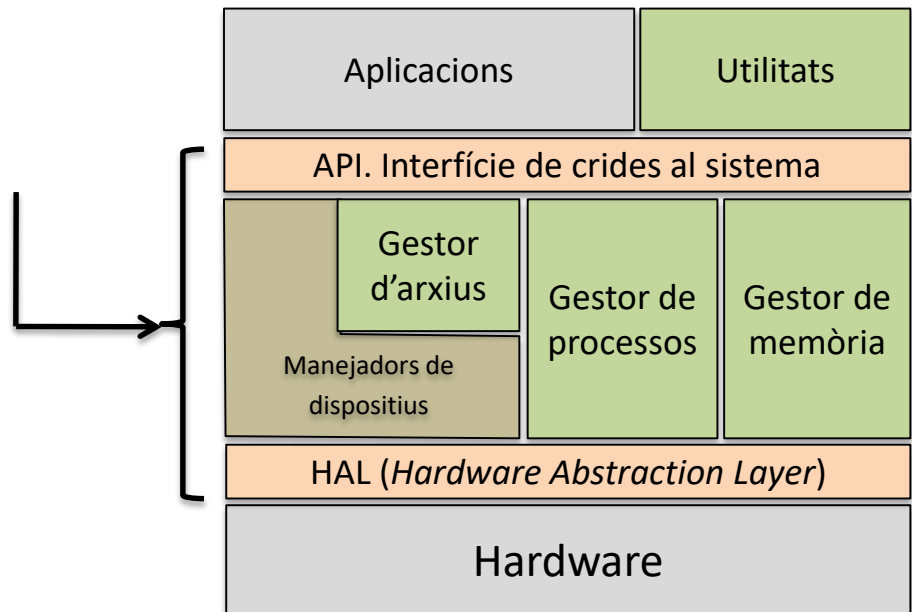 Aplicacions
Utilitats
API. Interfície de crides al sistema
Gestor
d’arxius
Gestor de
processos
Gestor de
memòria
Manejadors de
dispositius
HAL (Hardware Abstraction Layer)
Hardware